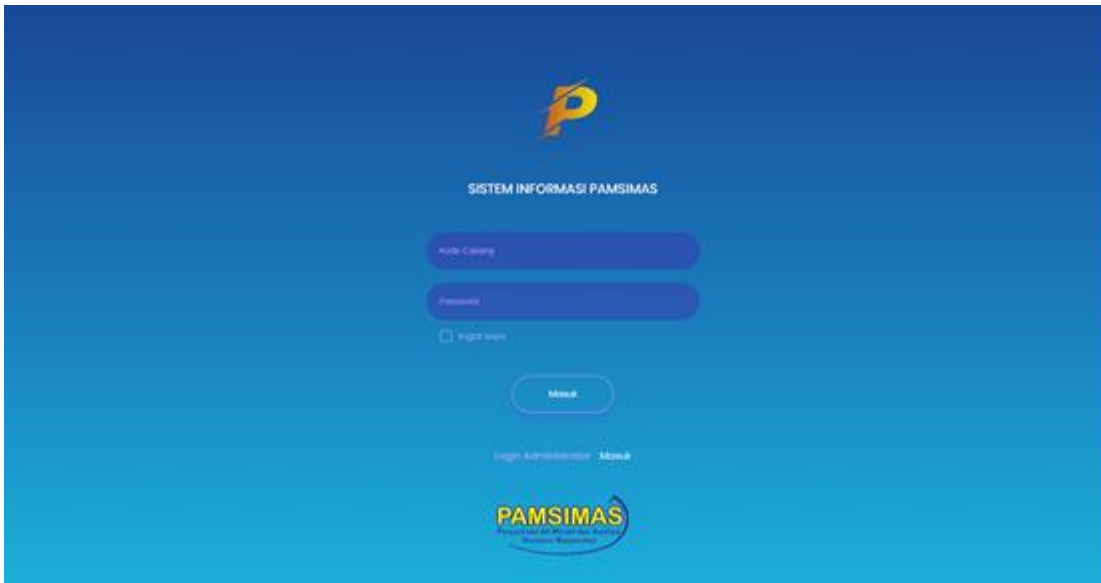 P
SISTEM INFORMASI PAMSIMAS
Kode Cabang
Password
Ingat saya
Masuk
Login Administrator Masuk
PAMSIMAS